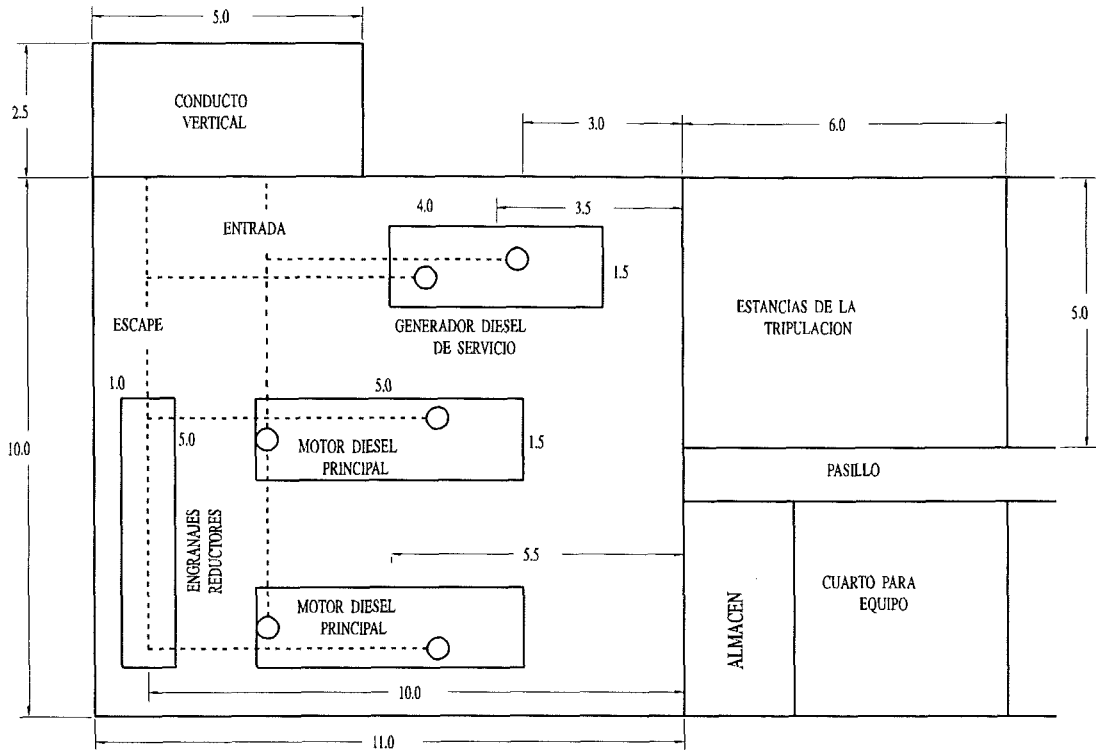 5.0
2.5
CONDUCTO
VERTICAL
3.0
6.0
4.0
3.5
ENTRADA
1.5
GENERADOR DIESEL
DE SERVICIO
ESCAPE
ESTANCIAS DE LA
TRIPULACION
5.0
1.0
5.0
5.0
10.0
MOTOR DIESEL
PRINCIPAL
1.5
PASILLO
ENGRANAJES
REDUCTORES
5.5
MOTOR DIESEL
PRINCIPAL
ALMACEN
CUARTO PARA
EQUIPO
10.0
11.0